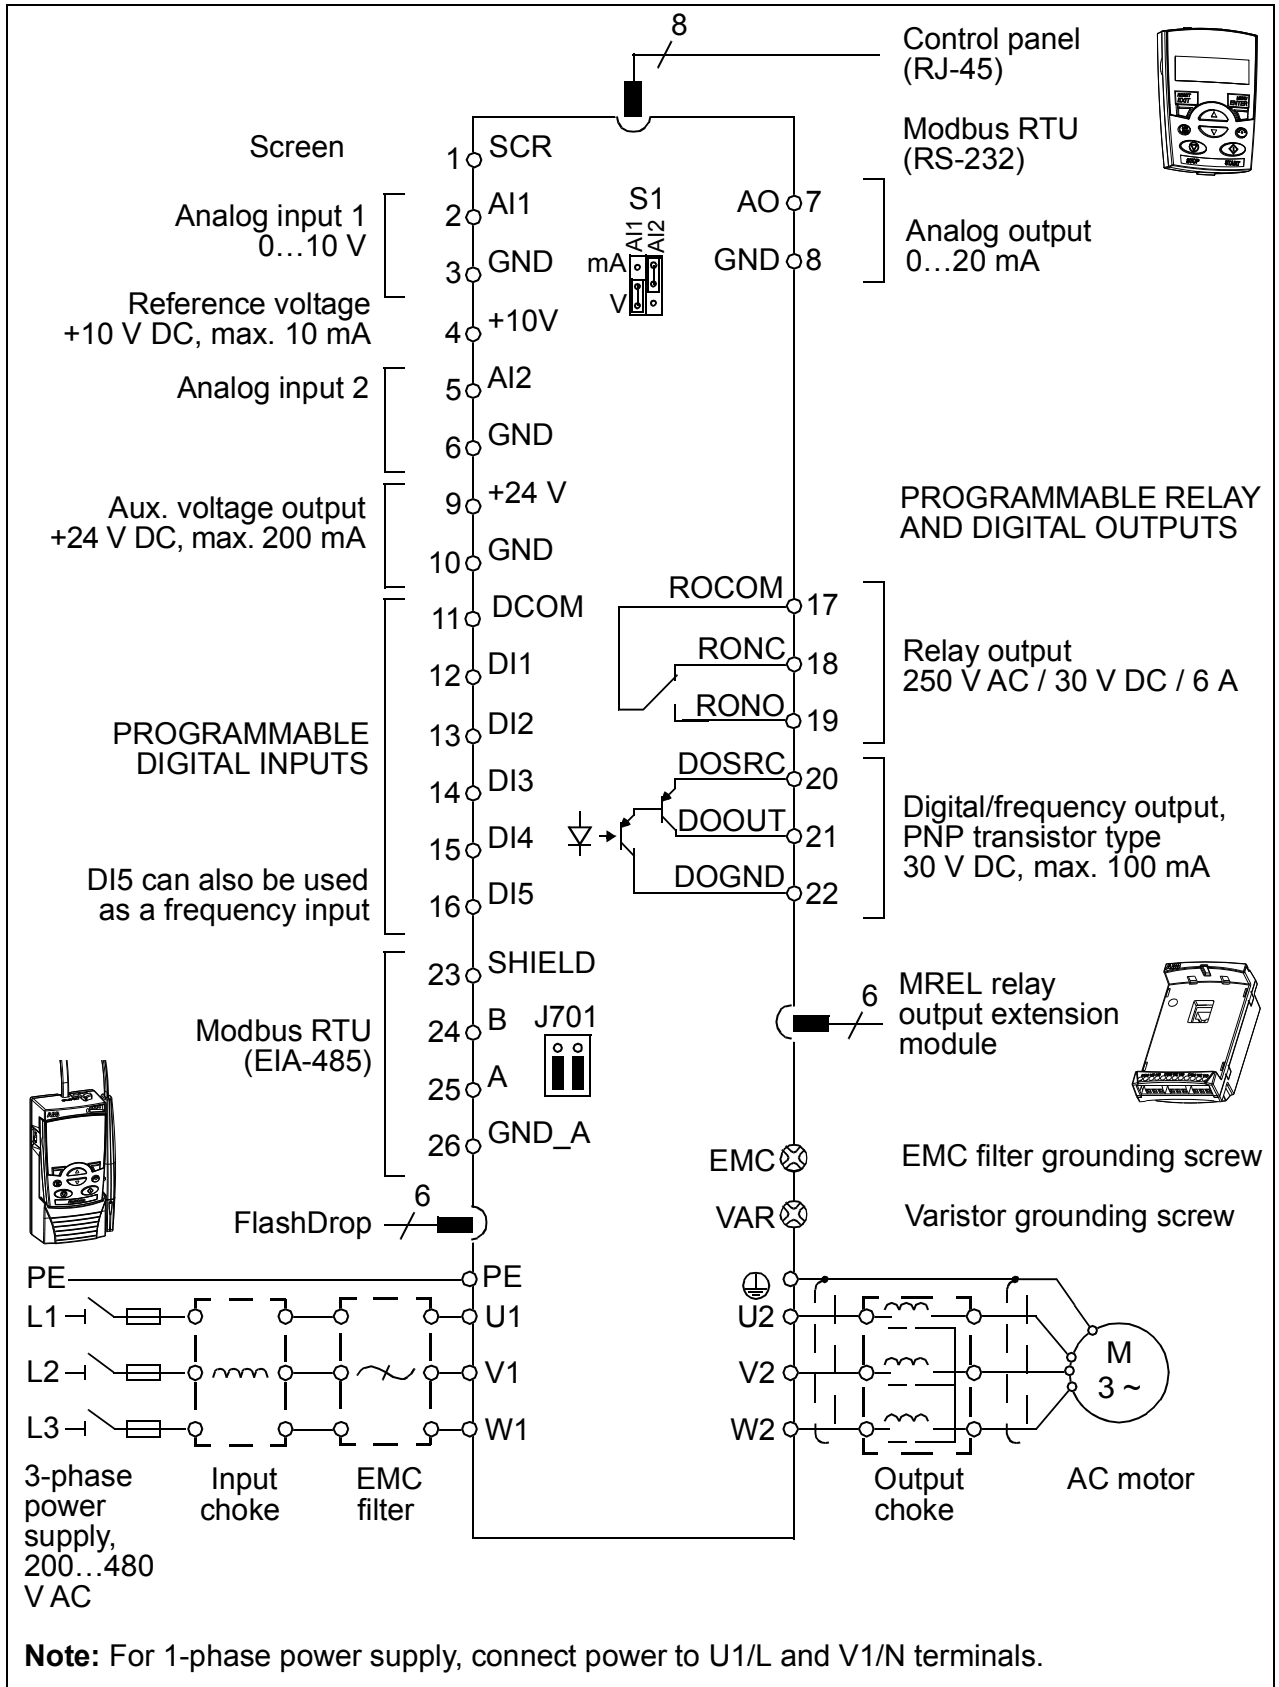 8
Control panel
(RJ-45)
Modbus RTU
(RS-232)
RESET
EXIT
MENU
ENTER
STOP
START
Screen
1
SCR
Analog input 1
0…10 V
2
AI1
3
GND
S1
AI1
AI2
mA
V
AO
7
GND
8
Analog output
0…20 mA
Reference voltage
+10 V DC, max. 10 mA
4
+10V
Analog input 2
5
AI2
6
GND
Aux. voltage output
+24 V DC, max. 200 mA
9
+24 V
10
GND
PROGRAMMABLE RELAY
AND DIGITAL OUTPUTS
PROGRAMMABLE
DIGITAL INPUTS
DI5 can also be used
as a frequency input
11
DCOM
12
DI1
13
DI2
14
DI3
15
DI4
16
DI5
ROCOM
17
RONC
18
RONO
19
Relay output
250 V AC / 30 V DC / 6 A
DOSRC
20
DOOUT
21
DOGND
22
Digital/frequency output,
PNP transistor type
30 V DC, max. 100 mA
Modbus RTU
(EIA-485)
23
SHIELD
24
B
25
A
26
GND_A
J701
6
MREL relay
output extension
module
ABB
EMC
EMC filter grounding screw
VAR
Varistor grounding screw
FlashDrop
6
PE
PE
L1
U1
U2
L2
V1
V2
L3
W1
W2
M
3 ~
3-phase
power
supply,
200…480
V AC
Input
choke
EMC
filter
Output
choke
AC motor
Note: For 1-phase power supply, connect power to U1/L and V1/N terminals.